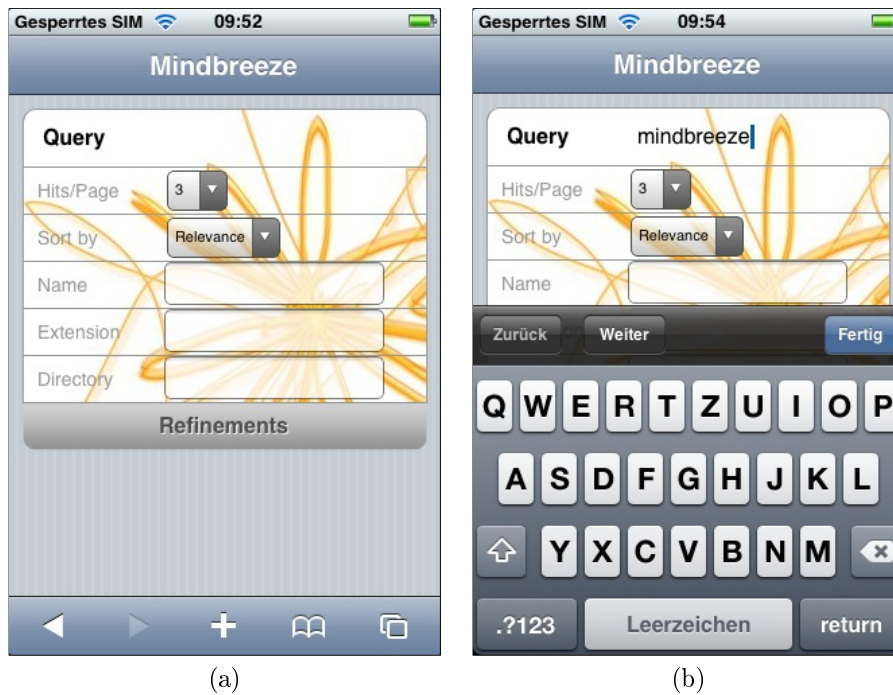 Gesperrtes SIM 09:52
Mindbreeze
Query
Hits/Page 3
Sort by Relevance
Name
Extension
Directory
Refinements
(a)
Gesperrtes SIM 09:54
Mindbreeze
Query mindbreeze
Hits/Page 3
Sort by Relevance
Name
Zurück Weiter Fertig
Q W E R T Z U I O P
A S D F G H J K L
Y X C V B N M
.?123 Leerzeichen return
(b)